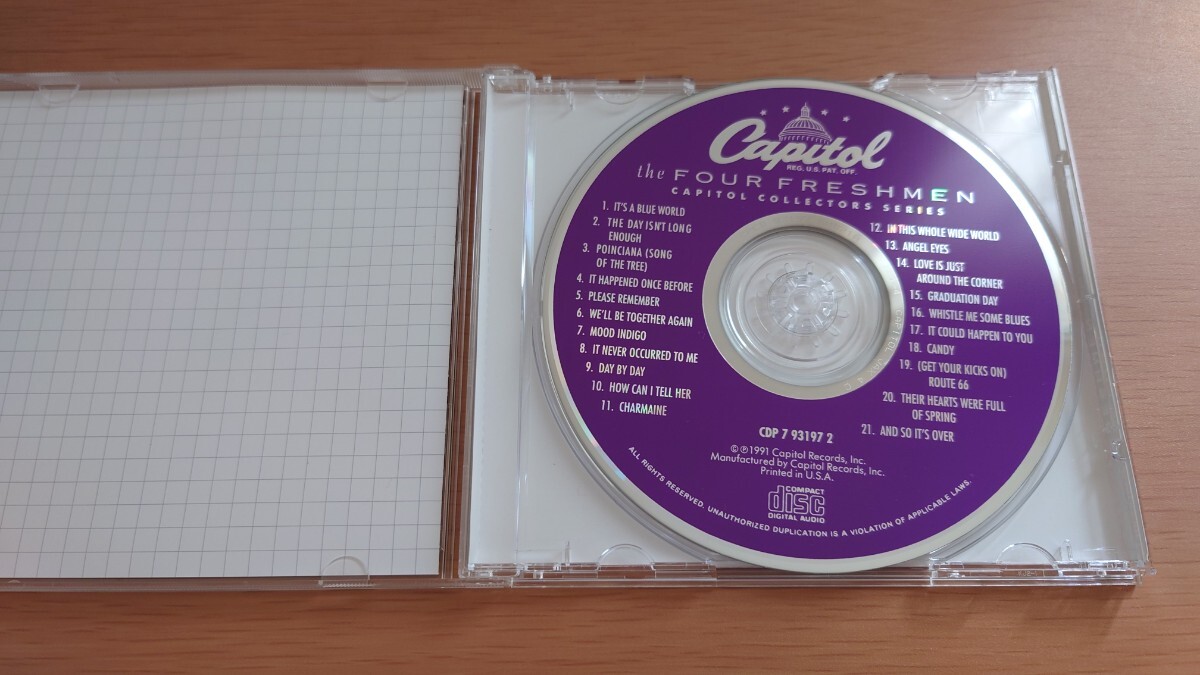 Capitol
REG. U.S. PAT. OFF.
the FOUR FRESHMEN
CAPITOL COLLECTORS SERIES
1. IT'S A BLUE WORLD
2. THE DAY ISN'T LONG
ENOUGH
3. POINCIANA (SONG
OF THE TREE)
4. IT HAPPENED ONCE BEFORE
5. PLEASE REMEMBER
6. WE'LL BE TOGETHER AGAIN
7. MOOD INDIGO
8. IT NEVER OCCURRED TO ME
9. DAY BY DAY
10. HOW CAN I TELL HER
11. CHARMAINE
12. IN THIS WHOLE WIDE WORLD
13. ANGEL EYES
14. LOVE IS JUST
AROUND THE CORNER
15. GRADUATION DAY
16. WHISTLE ME SOME BLUES
17. IT COULD HAPPEN TO YOU
18. CANDY
19. (GET YOUR KICKS ON)
ROUTE 66
20. THEIR HEARTS WERE FULL
OF SPRING
21. AND SO IT'S OVER
CDP 7 93197 2
©℗1991 Capitol Records, Inc.
Manufactured by Capitol Records, Inc.
Printed in U.S.A.
COMPACT
disc
DIGITAL AUDIO
ALL RIGHTS RESERVED. UNAUTHORIZED DUPLICATION IS A VIOLATION OF APPLICABLE LAWS.